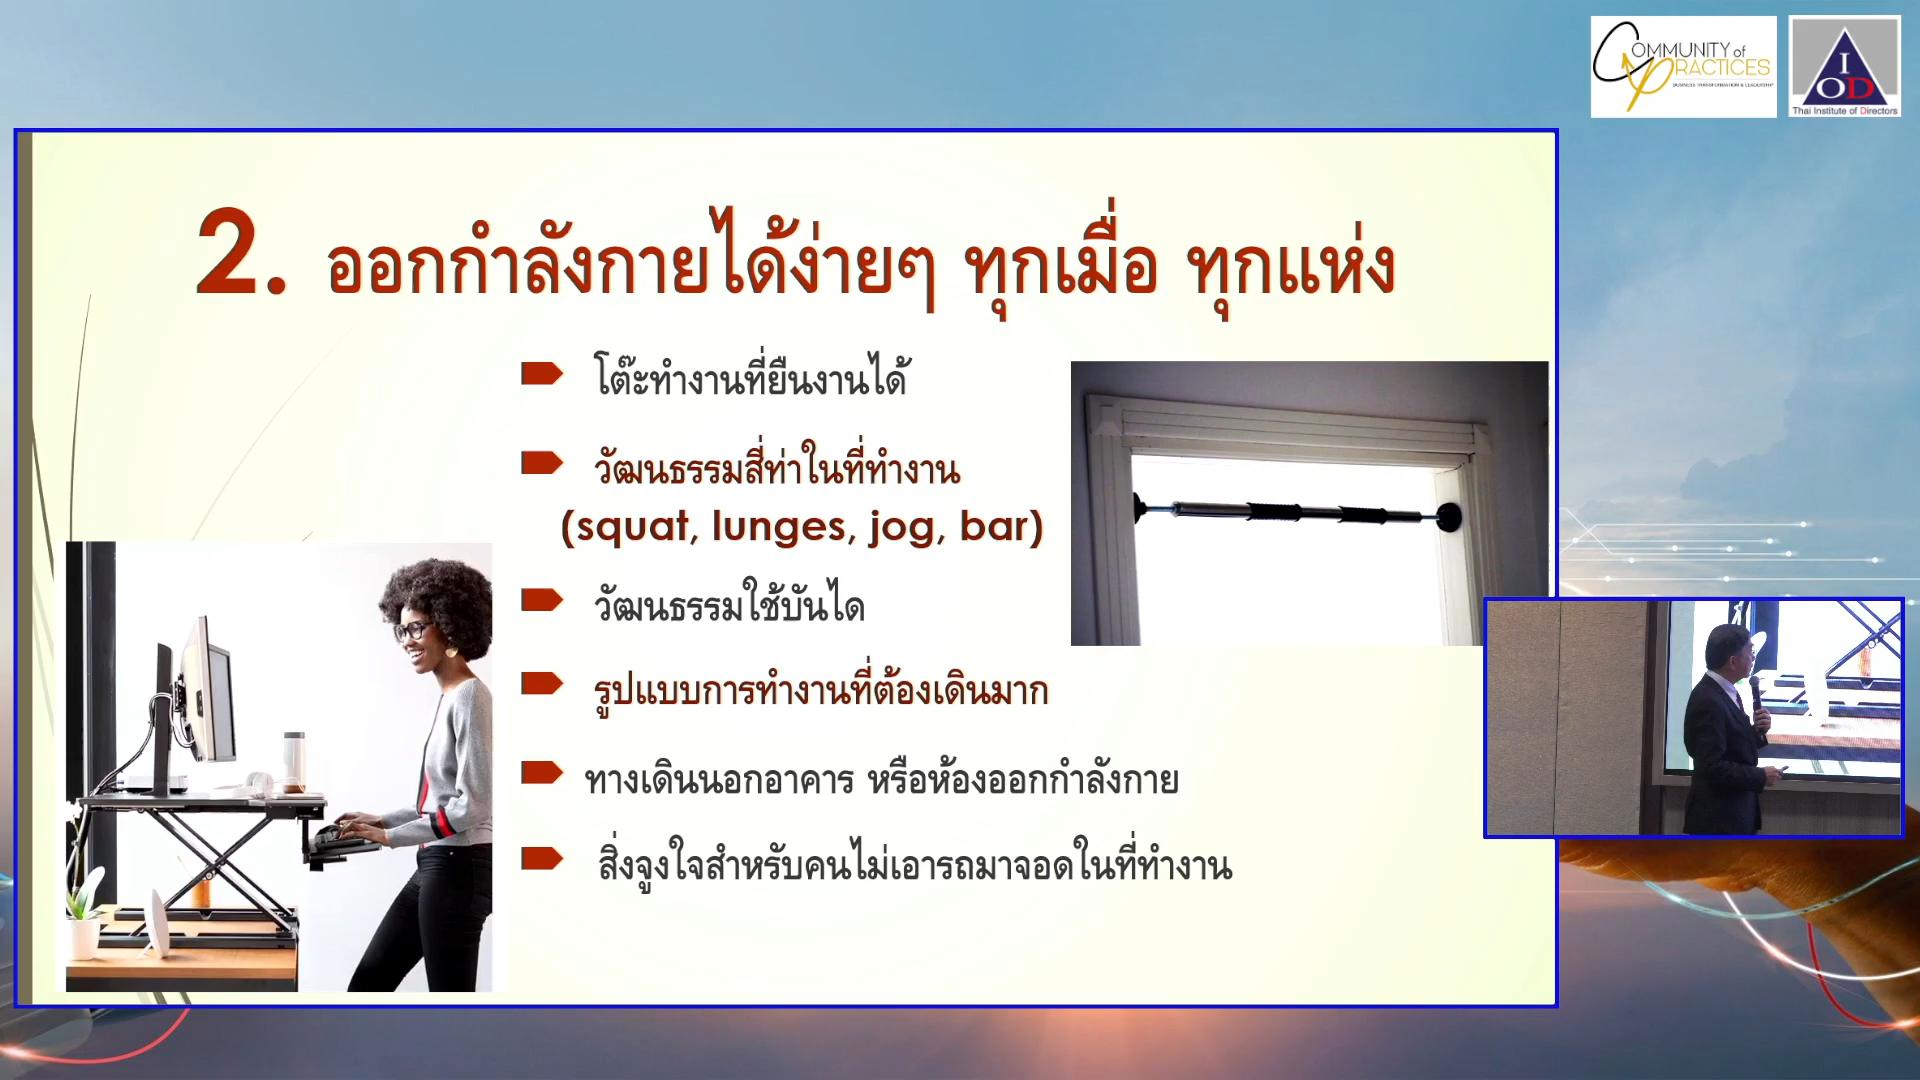 COMMUNITY of
PRACTICES
BUSINESS TRANSFORMATION & LEADERSHIP
IOD
Thai Institute of Directors
2. ออกกำลังกายได้ง่ายๆ ทุกเมื่อ ทุกแห่ง
โต๊ะทำงานที่ยืนงานได้
วัฒนธรรมสี่ท่าในที่ทำงาน
(squat, lunges, jog, bar)
วัฒนธรรมใช้บันได
รูปแบบการทำงานที่ต้องเดินมาก
ทางเดินนอกอาคาร หรือห้องออกกำลังกาย
สิ่งจูงใจสำหรับคนไม่เอารถมาจอดในที่ทำงาน